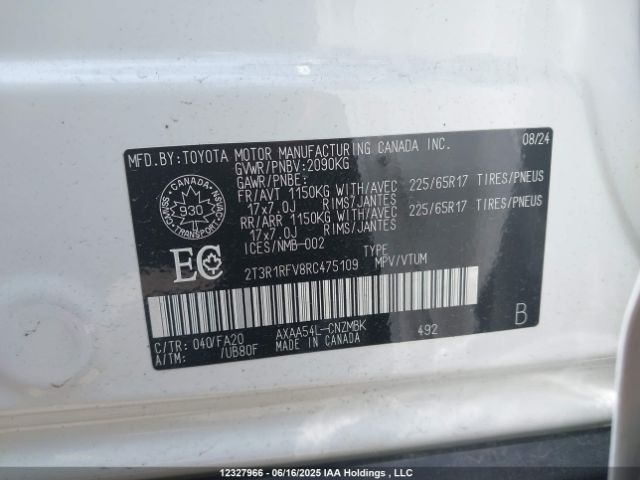 MFD.BY:TOYOTA MOTOR MANUFACTURING CANADA INC. 08/24
GVWR/PNBV:2090KG
GAWR/PNBE:
FR/AVT 1150KG WITH/AVEC 225/65R17 TIRES/PNEUS
17x7.0J RIMS/JANTES
RR/ARR 1150KG WITH/AVEC 225/65R17 TIRES/PNEUS
17x7.0J RIMS/JANTES
ICES/NMB-002
TYPE
2T3R1RFV8RC475109 MPV/VTUM
CANADA
930
CMVSS
NSVAC
TRANSPORT
EC
C/TR: 040/FA20 AXAA54L-CNZMBK 492 B
A/TM: /UB80F MADE IN CANADA
12327966 - 06/16/2025 IAA Holdings , LLC